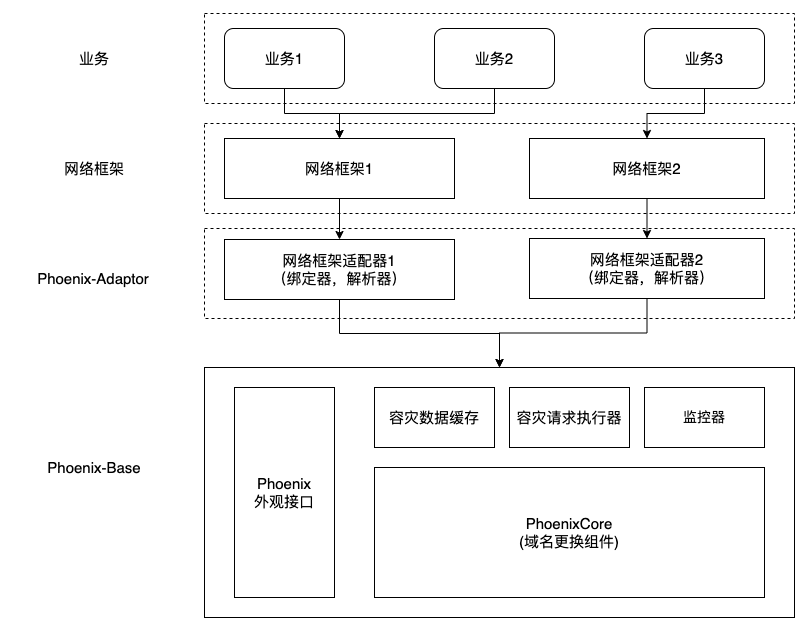 业务
业务1
业务2
业务3
网络框架
网络框架1
网络框架2
Phoenix-Adaptor
网络框架适配器1
（绑定器，解析器）
网络框架适配器2
（绑定器，解析器）
Phoenix-Base
Phoenix
外观接口
容灾数据缓存
容灾请求执行器
监控器
PhoenixCore
(域名更换组件)